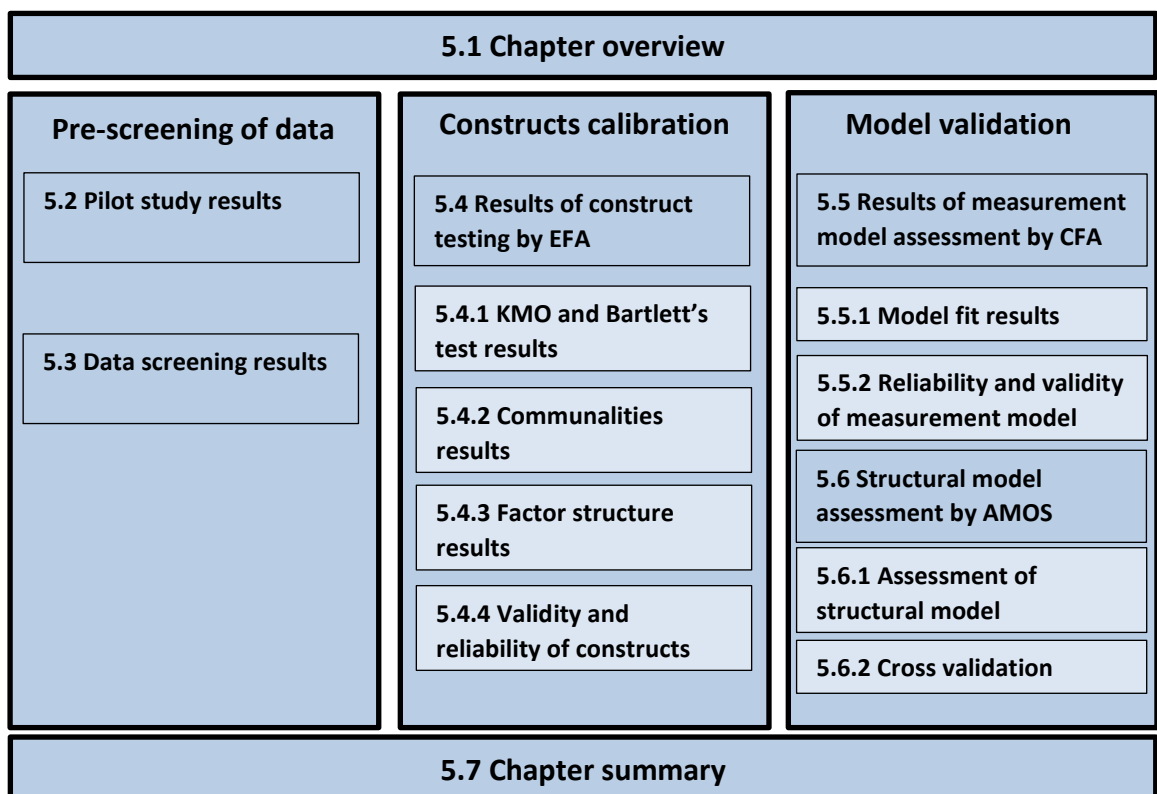 5.1 Chapter overview
Pre-screening of data
5.2 Pilot study results
5.3 Data screening results
Constructs calibration
5.4 Results of construct
testing by EFA
5.4.1 KMO and Bartlett’s
test results
5.4.2 Communalities
results
5.4.3 Factor structure
results
5.4.4 Validity and
reliability of constructs
Model validation
5.5 Results of measurement
model assessment by CFA
5.5.1 Model fit results
5.5.2 Reliability and validity
of measurement model
5.6 Structural model
assessment by AMOS
5.6.1 Assessment of
structural model
5.6.2 Cross validation
5.7 Chapter summary